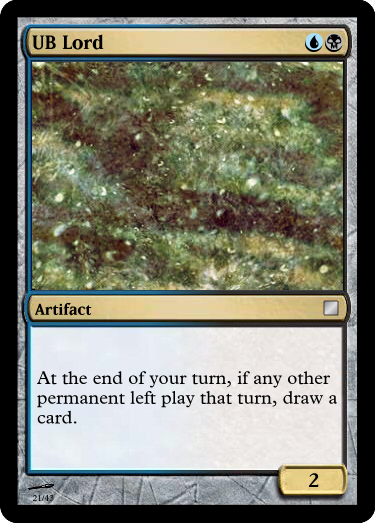 UB Lord
Artifact
At the end of your turn, if any other
permanent left play that turn, draw a
card.
2
21/43